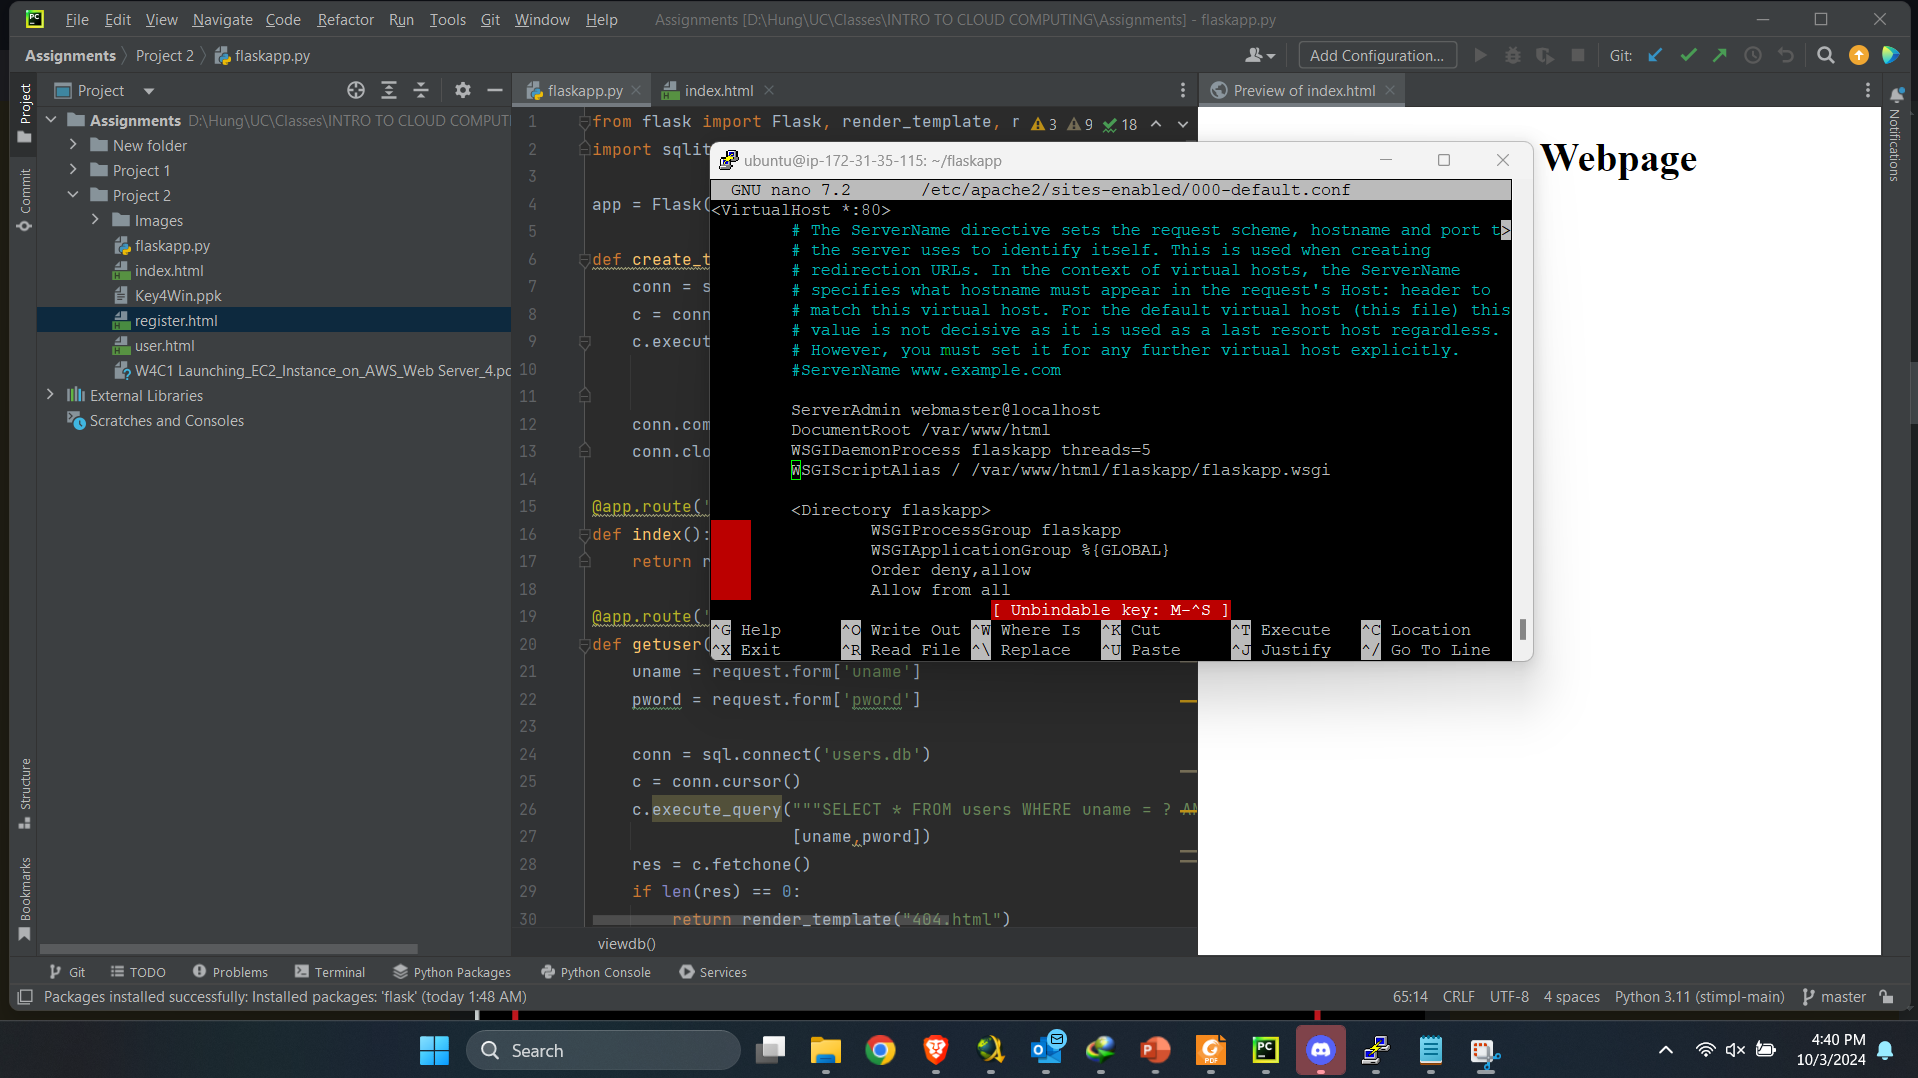 File Edit View Navigate Code Refactor Run Tools Git Window Help Assignments [D:\Hung\UC\Classes\INTRO TO CLOUD COMPUTING\Assignments] - flaskapp.py
Assignments Project 2 flaskapp.py
Add Configuration...
Git:
Project
flaskapp.py
index.html
Preview of index.html
Project
Commit
Structure
Bookmarks
Notifications
Assignments D:\Hung\UC\Classes\INTRO TO CLOUD COMPUTI
New folder
Project 1
Project 2
Images
flaskapp.py
index.html
Key4Win.ppk
register.html
user.html
W4C1 Launching_EC2_Instance_on_AWS_Web Server_4.pd
External Libraries
Scratches and Consoles
1 from flask import Flask, render_template, r 3 9 18
2 import sqlit
3
4 app = Flask(
5
6 def create_t
7 conn = s
8 c = conn
9 c.execut
10
11
12 conn.com
13 conn.clo
14
15 @app.route('
16 def index():
17 return r
18
19 @app.route('
20 def getuser(
21 uname = request.form['uname']
22 pword = request.form['pword']
23
24 conn = sql.connect('users.db')
25 c = conn.cursor()
26 c.execute_query("""SELECT * FROM users WHERE uname = ? AN
27 [uname,pword])
28 res = c.fetchone()
29 if len(res) == 0:
30 return render_template("404.html")
viewdb()
ubuntu@ip-172-31-35-115: ~/flaskapp
GNU nano 7.2 /etc/apache2/sites-enabled/000-default.conf
<VirtualHost *:80>
# The ServerName directive sets the request scheme, hostname and port t>
# the server uses to identify itself. This is used when creating
# redirection URLs. In the context of virtual hosts, the ServerName
# specifies what hostname must appear in the request's Host: header to
# match this virtual host. For the default virtual host (this file) this
# value is not decisive as it is used as a last resort host regardless.
# However, you must set it for any further virtual host explicitly.
#ServerName www.example.com
ServerAdmin webmaster@localhost
DocumentRoot /var/www/html
WSGIDaemonProcess flaskapp threads=5
WSGIScriptAlias / /var/www/html/flaskapp/flaskapp.wsgi
<Directory flaskapp>
WSGIProcessGroup flaskapp
WSGIApplicationGroup %{GLOBAL}
Order deny,allow
Allow from all
[ Unbindable key: M-^S ]
^G Help ^O Write Out ^W Where Is ^K Cut ^T Execute ^C Location
^X Exit ^R Read File ^\ Replace ^U Paste ^J Justify ^/ Go To Line
Webpage
Git TODO Problems Terminal Python Packages Python Console Services
Packages installed successfully: Installed packages: 'flask' (today 1:48 AM) 65:14 CRLF UTF-8 4 spaces Python 3.11 (stimpl-main) master
Search
4:40 PM
10/3/2024